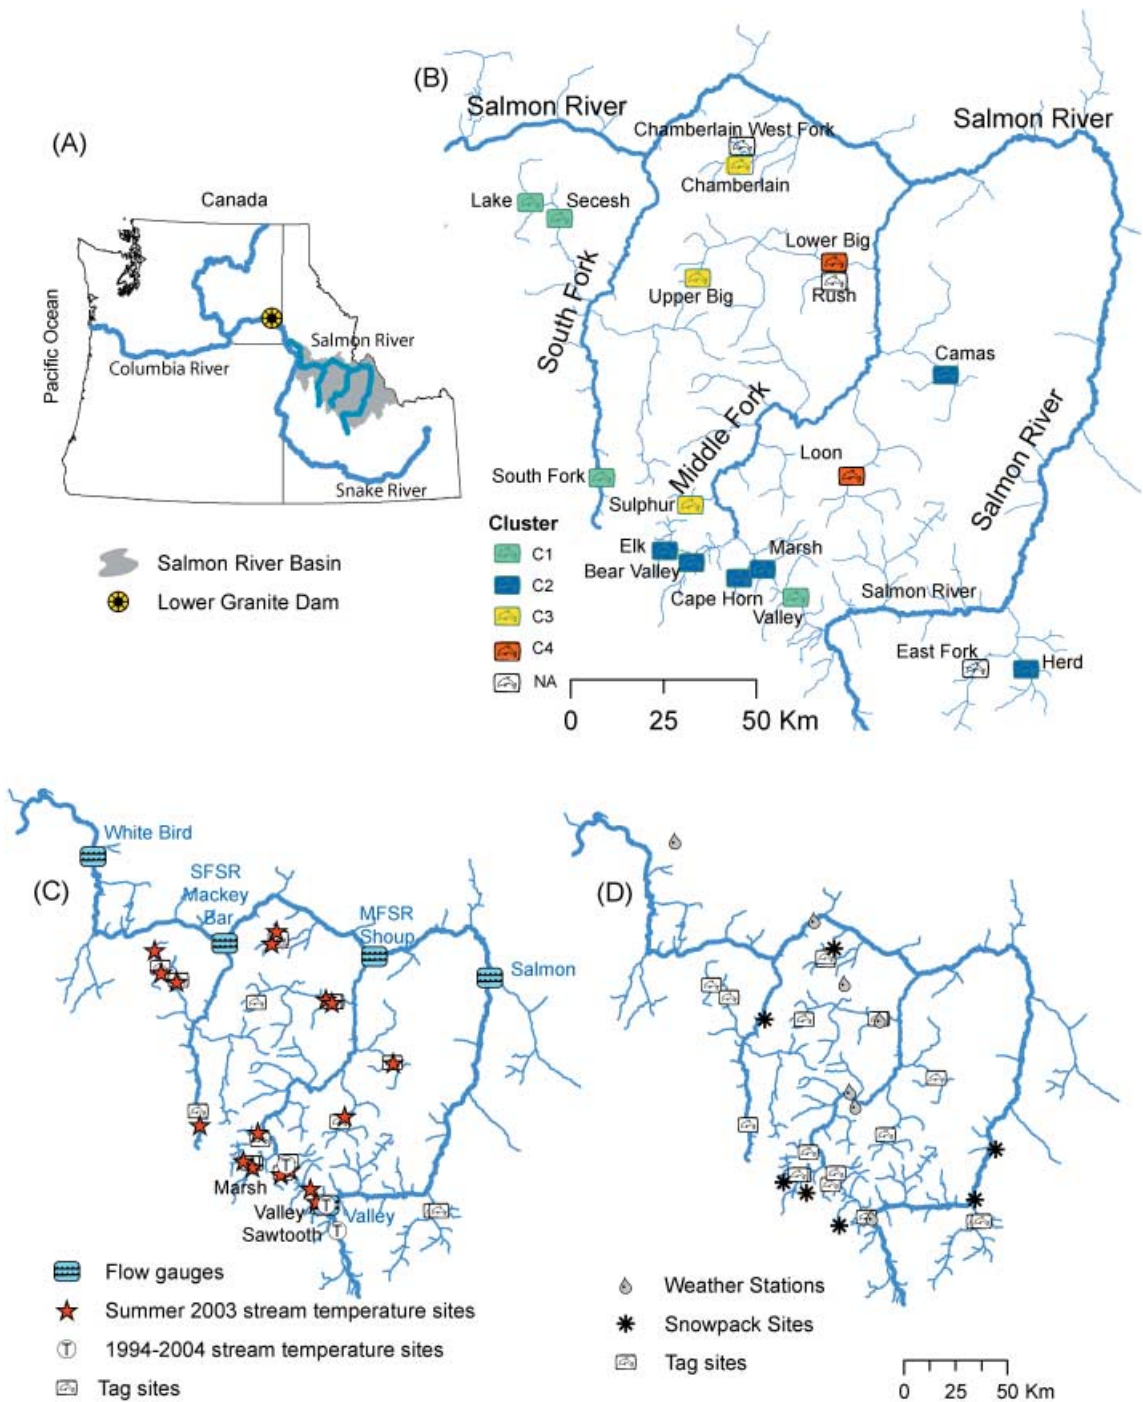 (A)
Canada
Pacific Ocean
Salmon River
Columbia River
Snake River
Salmon River Basin
Lower Granite Dam
(B)
Salmon River
Salmon River
Chamberlain West Fork
Chamberlain
Lake
Secesh
Lower Big
Upper Big
Rush
South Fork
Camas
Middle Fork
Loon
Salmon River
South Fork
Sulphur
Cluster
C1
C2
C3
C4
NA
Elk
Marsh
Bear Valley
Cape Horn
Valley
Salmon River
East Fork
Herd
0 25 50 Km
(C)
White Bird
SFSR
Mackey
Bar
MFSR
Shoup
Salmon
Marsh
Valley
Valley
Sawtooth
T
T
T
Flow gauges
Summer 2003 stream temperature sites
T 1994-2004 stream temperature sites
Tag sites
(D)
Weather Stations
Snowpack Sites
Tag sites
0 25 50 Km